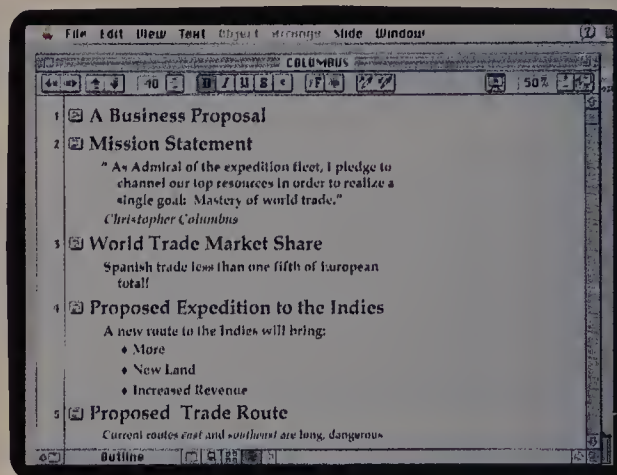 File Edit View Text Object Arrange Slide Window
COLUMBUS
40 B I U S 50%
1 A Business Proposal
2 Mission Statement
" As Admiral of the expedition fleet, I pledge to
channel our top resources in order to realize a
single goal: Mastery of world trade."
Christopher Columbus
3 World Trade Market Share
Spanish trade less than one fifth of European
total!
4 Proposed Expedition to the Indies
A new route to the Indies will bring:
♦ More
♦ New Land
♦ Increased Revenue
5 Proposed Trade Route
Current routes east and southeast are long, dangerous
Outline